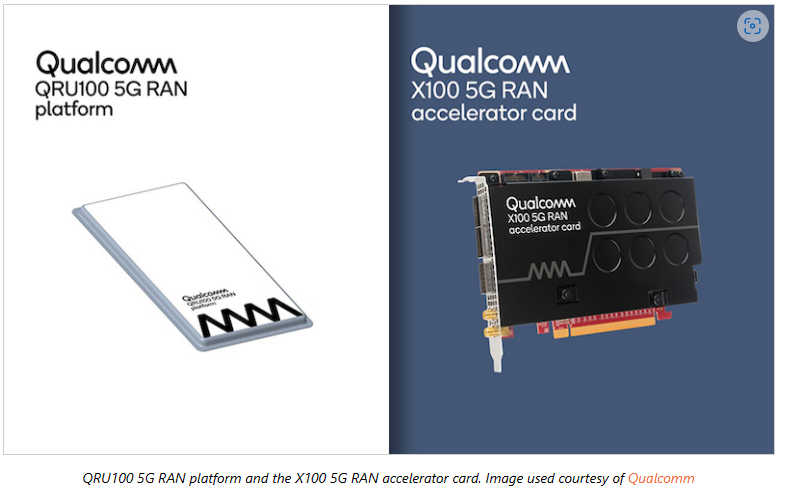 Qualcomm
QRU100 5G RAN
platform
Qualcomm
QRU100 5G RAN
platform
Qualcomm
X100 5G RAN
accelerator card
Qualcomm
X100 5G RAN
accelerator card
QRU100 5G RAN platform and the X100 5G RAN accelerator card. Image used courtesy of Qualcomm